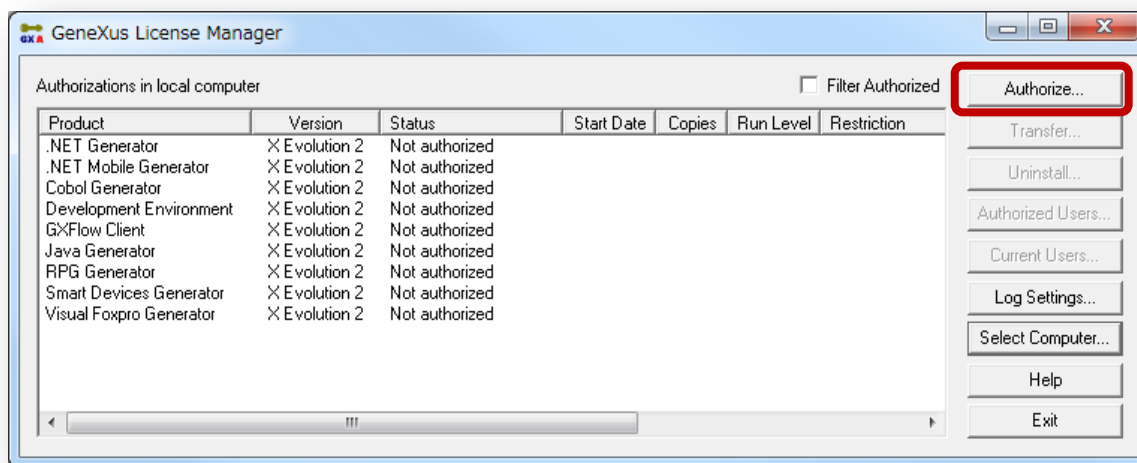 GXA GeneXus License Manager
Authorizations in local computer Filter Authorized
Product Version Status Start Date Copies Run Level Restriction
.NET Generator X Evolution 2 Not authorized
.NET Mobile Generator X Evolution 2 Not authorized
Cobol Generator X Evolution 2 Not authorized
Development Environment X Evolution 2 Not authorized
GXFlow Client X Evolution 2 Not authorized
Java Generator X Evolution 2 Not authorized
RPG Generator X Evolution 2 Not authorized
Smart Devices Generator X Evolution 2 Not authorized
Visual Foxpro Generator X Evolution 2 Not authorized
Authorize...
Transfer...
Uninstall...
Authorized Users...
Current Users...
Log Settings...
Select Computer...
Help
Exit